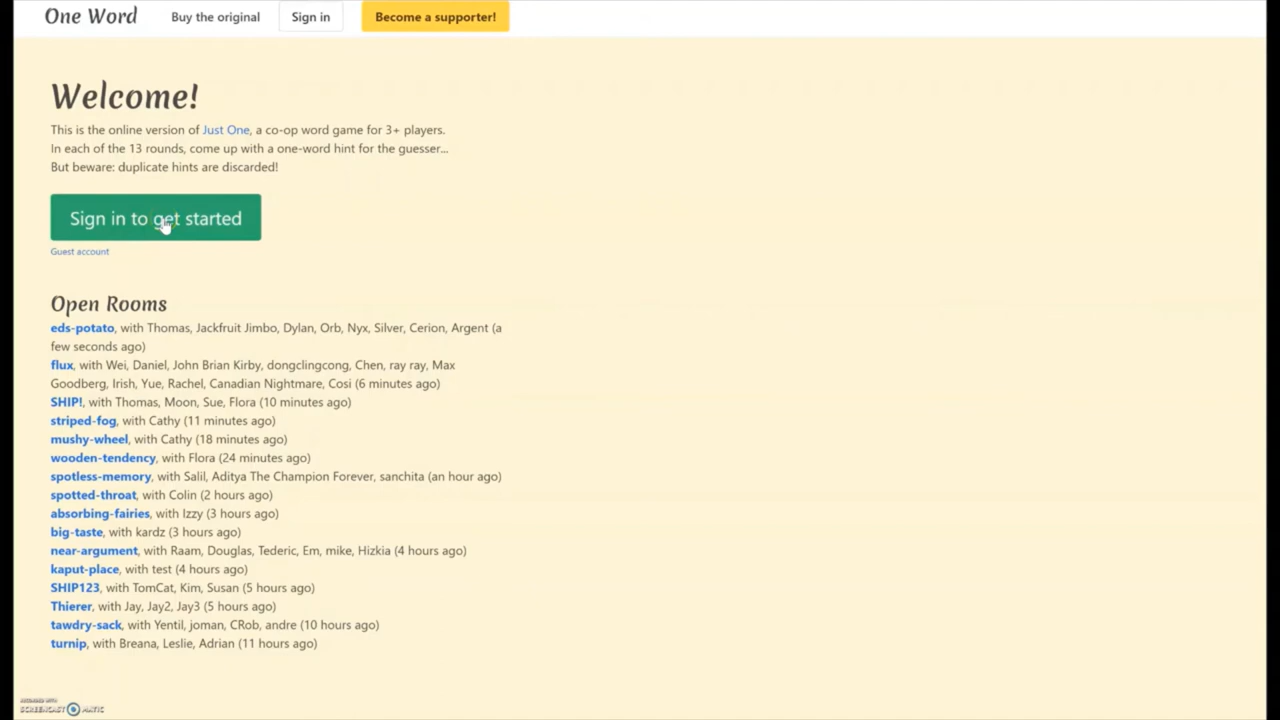 One Word
Buy the original
Sign in
Become a supporter!
Welcome!
This is the online version of Just One, a co-op word game for 3+ players.
In each of the 13 rounds, come up with a one-word hint for the guesser...
But beware: duplicate hints are discarded!
Sign in to get started
Guest account
Open Rooms
eds-potato, with Thomas, Jackfruit Jimbo, Dylan, Orb, Nyx, Silver, Cerion, Argent (a
few seconds ago)
flux, with Wei, Daniel, John Brian Kirby, dongclingcong, Chen, ray ray, Max
Goodberg, Irish, Yue, Rachel, Canadian Nightmare, Cosi (6 minutes ago)
SHIP!, with Thomas, Moon, Sue, Flora (10 minutes ago)
striped-fog, with Cathy (11 minutes ago)
mushy-wheel, with Cathy (18 minutes ago)
wooden-tendency, with Flora (24 minutes ago)
spotless-memory, with Salil, Aditya The Champion Forever, sanchita (an hour ago)
spotted-throat, with Colin (2 hours ago)
absorbing-fairies, with Izzy (3 hours ago)
big-taste, with kardz (3 hours ago)
near-argument, with Raam, Douglas, Tederic, Em, mike, Hizkia (4 hours ago)
kaput-place, with test (4 hours ago)
SHIP123, with TomCat, Kim, Susan (5 hours ago)
Thierer, with Jay, Jay2, Jay3 (5 hours ago)
tawdry-sack, with Yentil, joman, CRob, andre (10 hours ago)
turnip, with Breana, Leslie, Adrian (11 hours ago)
RECORDED WITH
SCREENCAST MATIC